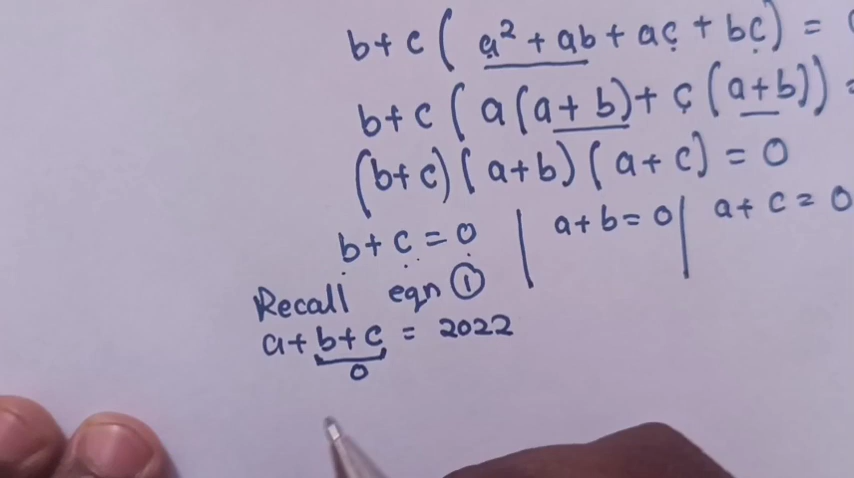 b+c(a²+ab+ac+bc) =
b+c(a(a+b)+c(a+b)) =
(b+c)(a+b)(a+c) = 0
b+c = 0 | a+b = 0 | a+c = 0
Recall eqn ①
a+b+c = 2022
0